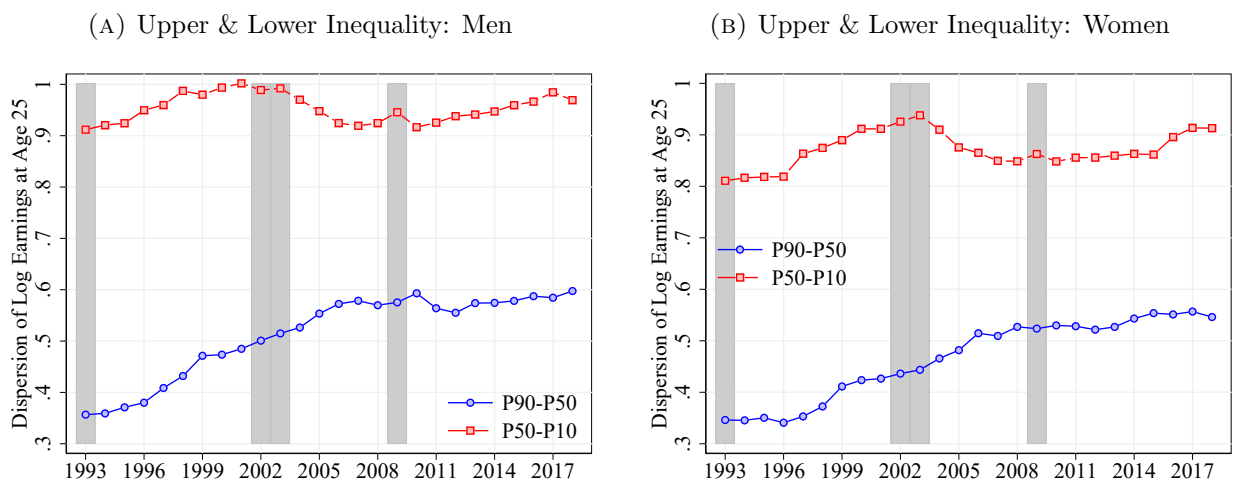 (A) Upper & Lower Inequality: Men
Dispersion of Log Earnings at Age 25
1
.9
.8
.7
.6
.5
.4
.3
P90-P50
P50-P10
1993 1996 1999 2002 2005 2008 2011 2014 2017
(B) Upper & Lower Inequality: Women
Dispersion of Log Earnings at Age 25
1
.9
.8
.7
.6
.5
.4
.3
P90-P50
P50-P10
1993 1996 1999 2002 2005 2008 2011 2014 2017